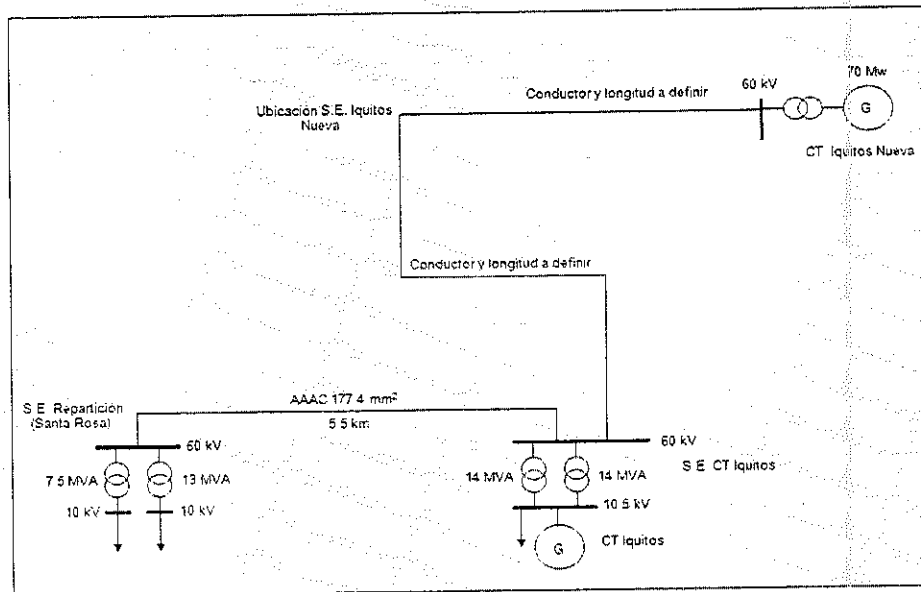 70 Mw
60 kV
Conductor y longitud a definir
G
Ubicación S.E. Iquitos
Nueva
CT Iquitos Nueva
Conductor y longitud a definir
AAAC 177.4 mm²
5.5 km
S.E. Repartición
(Santa Rosa)
60 kV
60 kV
S.E. CT Iquitos
7.5 MVA
13 MVA
14 MVA
14 MVA
10 kV
10 kV
10.5 kV
CT Iquitos
G